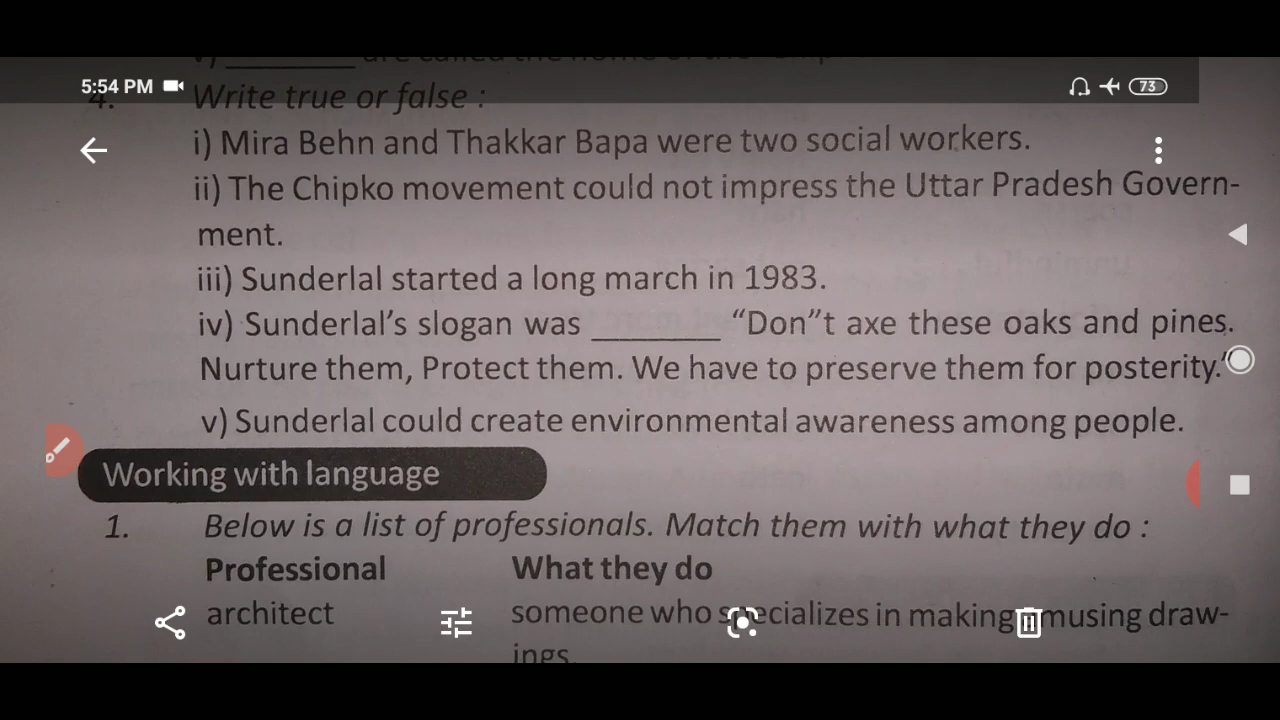 5:54 PM
73
4. Write true or false :
i) Mira Behn and Thakkar Bapa were two social workers.
ii) The Chipko movement could not impress the Uttar Pradesh Govern-
ment.
iii) Sunderlal started a long march in 1983.
iv) Sunderlal’s slogan was ________ “Don”t axe these oaks and pines.
Nurture them, Protect them. We have to preserve them for posterity.”
v) Sunderlal could create environmental awareness among people.
Working with language
1. Below is a list of professionals. Match them with what they do :
Professional What they do
architect someone who specializes in making amusing draw-
ings.